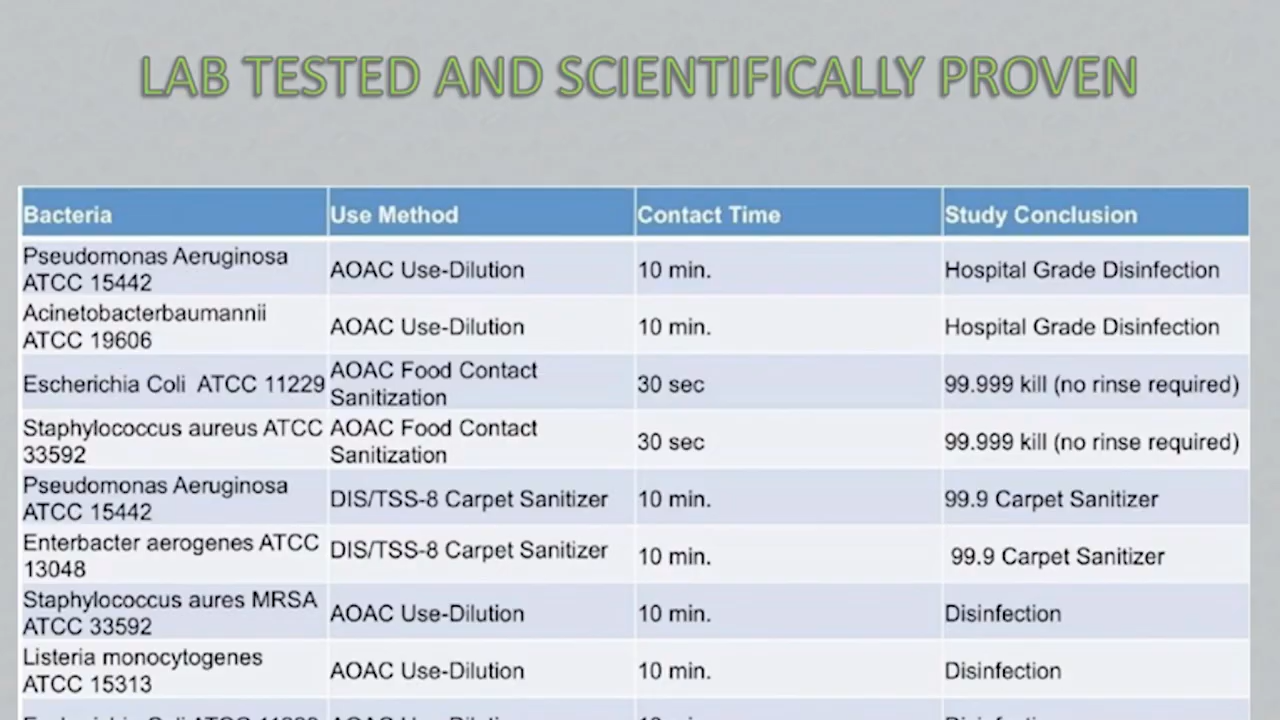 LAB TESTED AND SCIENTIFICALLY PROVEN
Bacteria Use Method Contact Time Study Conclusion
Pseudomonas Aeruginosa
ATCC 15442
AOAC Use-Dilution
10 min.
Hospital Grade Disinfection
Acinetobacterbaumannii
ATCC 19606
AOAC Use-Dilution
10 min.
Hospital Grade Disinfection
Escherichia Coli ATCC 11229
AOAC Food Contact
Sanitization
30 sec
99.999 kill (no rinse required)
Staphylococcus aureus ATCC
33592
AOAC Food Contact
Sanitization
30 sec
99.999 kill (no rinse required)
Pseudomonas Aeruginosa
ATCC 15442
DIS/TSS-8 Carpet Sanitizer
10 min.
99.9 Carpet Sanitizer
Enterbacter aerogenes ATCC
13048
DIS/TSS-8 Carpet Sanitizer
10 min.
99.9 Carpet Sanitizer
Staphylococcus aures MRSA
ATCC 33592
AOAC Use-Dilution
10 min.
Disinfection
Listeria monocytogenes
ATCC 15313
AOAC Use-Dilution
10 min.
Disinfection